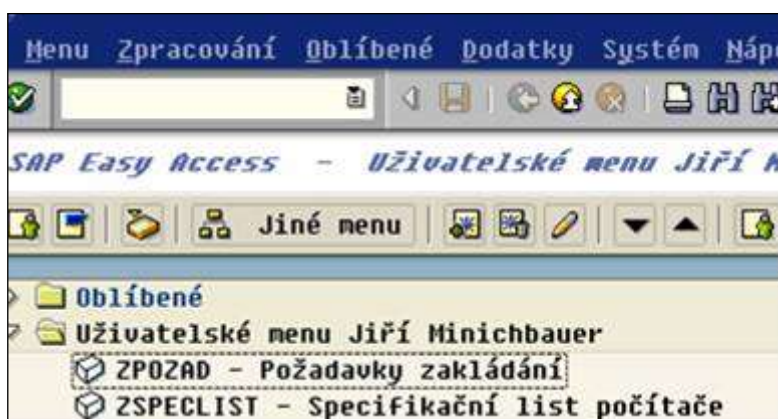 Menu Zpracování Oblíbené Dodatky Systém
SAP Easy Access - Uživatelské menu Jiří
Jiné menu
Oblíbené
Uživatelské menu Jiří Minichbauer
ZPOZAD - Požadavky zakládání
ZSPECLIST - Specifikační list počítače